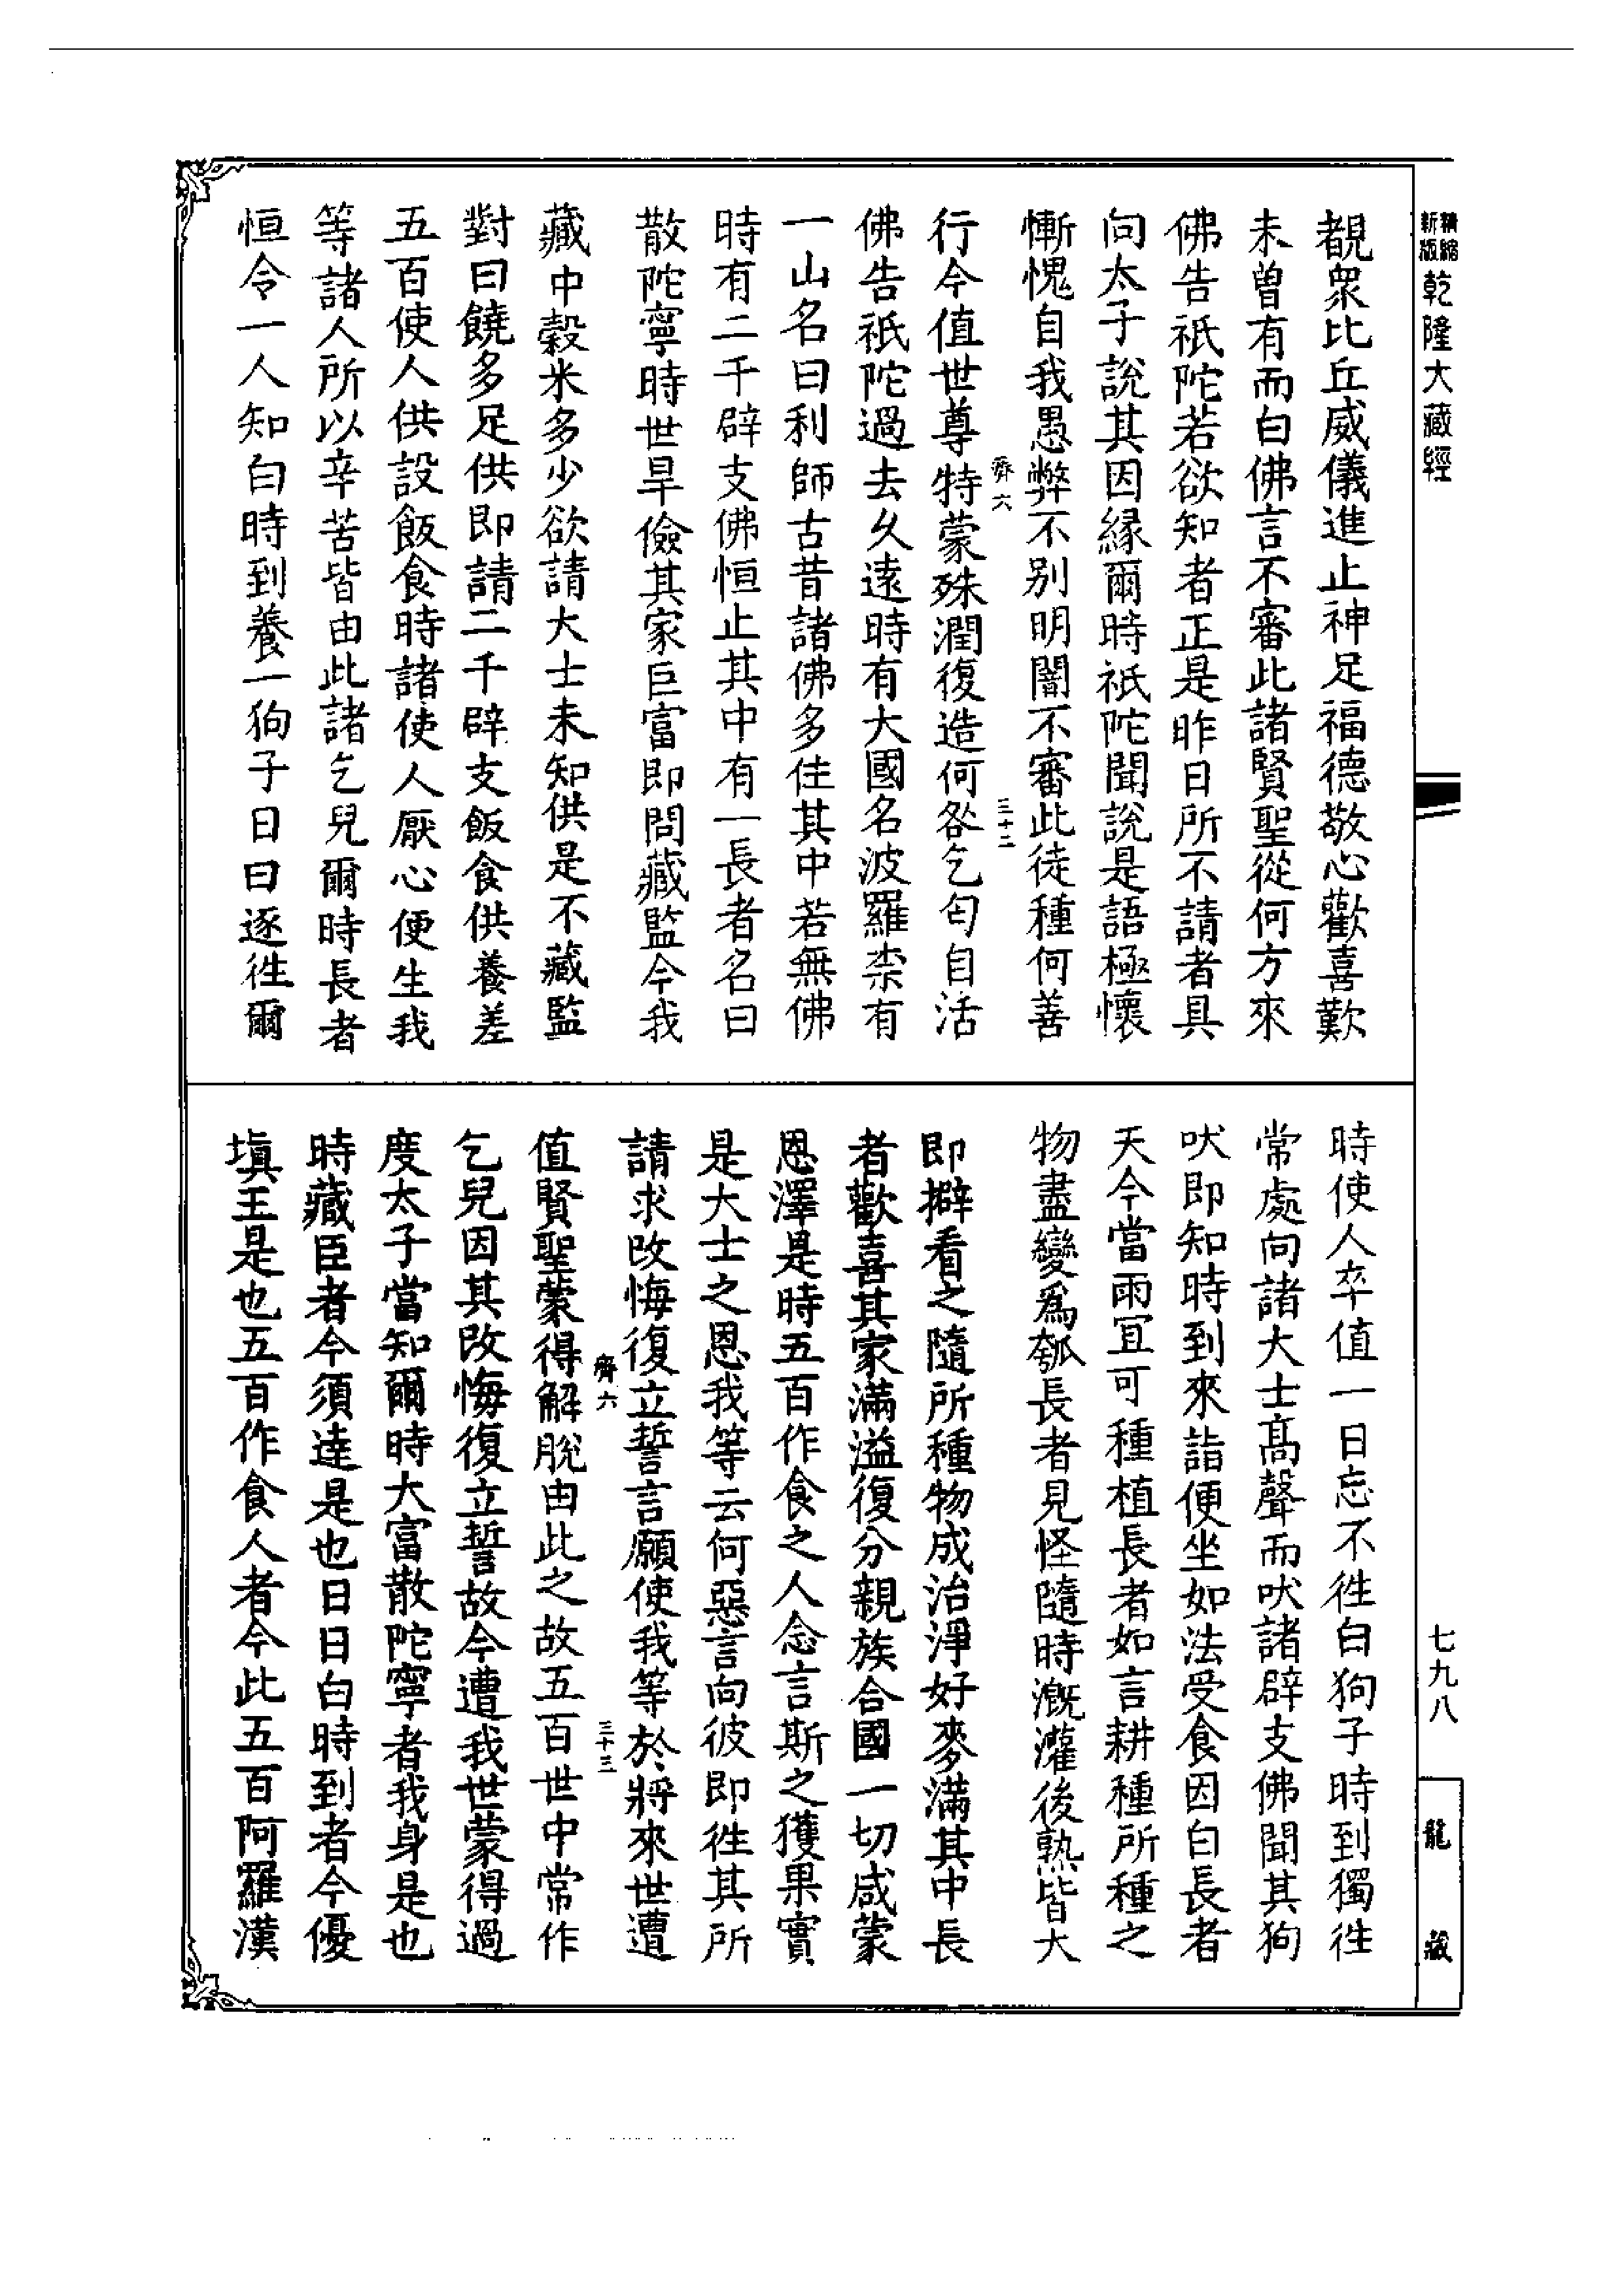 精縮新版乾隆大藏經
七九八
龍藏
覩衆比丘威儀進止神足福德敬心歡喜歎
未曽有而白佛言不審此諸賢聖從何方來
佛告祇陀若欲知者正是昨日所不請者具
向太子說其因縁爾時祇陀聞說是語極懷
慚愧自我愚弊不別明闇不審此徒種何善
齊六
三十二
行今值世尊特蒙殊潤復造何咎乞匃自活
佛告祇陀過去久遠時有大國名波羅柰有
一山名曰利師古昔諸佛多住其中若無佛
時有二千辟支佛恒止其中有一長者名曰
散陀寧時世旱儉其家巨富即問藏監今我
藏中穀米多少欲請大士未知供是不藏監
對曰饒多足供即請二千辟支飯食供養差
五百使人供設飯食時諸使人厭心便生我
等諸人所以辛苦皆由此諸乞兒爾時長者
恒令一人知白時到養一狗子日日逐徃爾
時使人卒值一日忘不徃白狗子時到獨徃
常處向諸大士髙聲而吠諸辟支佛聞其狗
吠即知時到來詣便坐如法受食因白長者
天今當雨冝可種植長者如言耕種所種之
物盡變爲瓠長者見怪隨時漑灌後熟皆大
即擗看之隨所種物成治淨好麥滿其中長
者歡喜其家滿溢復分親族合國一切咸蒙
恩澤是時五百作食之人念言斯之獲果實
是大士之恩我等云何惡言向彼即徃其所
請求改悔復立誓言願使我等於將來世遭
齊六
三十三
值賢聖蒙得解脫由此之故五百世中常作
乞兒因其改悔復立誓故今遭我世蒙得過
度太子當知爾時大富散陀寧者我身是也
時藏臣者今須達是也日日白時到者今優
塡王是也五百作食人者今此五百阿羅漢